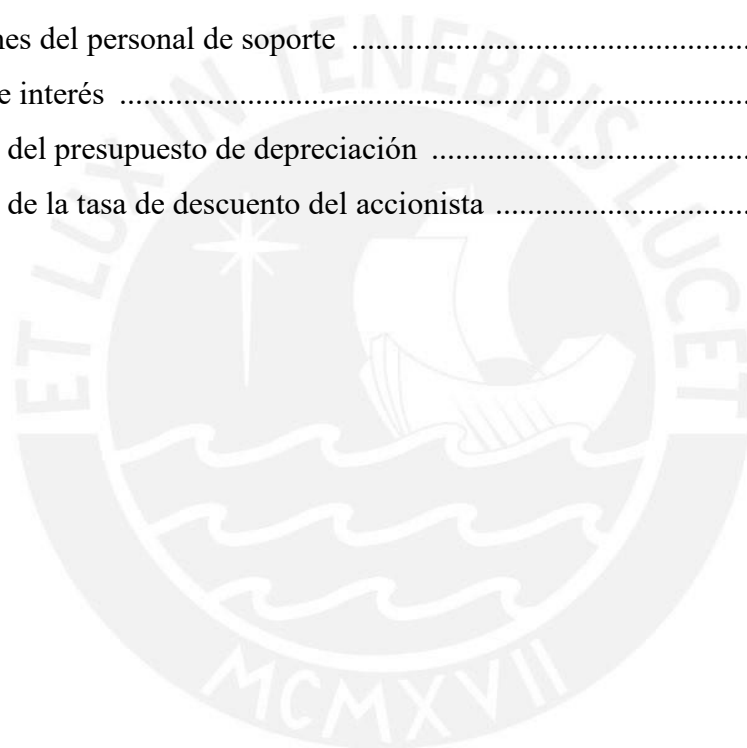 nes del personal de soporte ..................................................
e interés ..................................................................................
del presupuesto de depreciación .........................................
de la tasa de descuento del accionista .................................
ET LUX IN TENEBRIS LUCET
MCMXVII